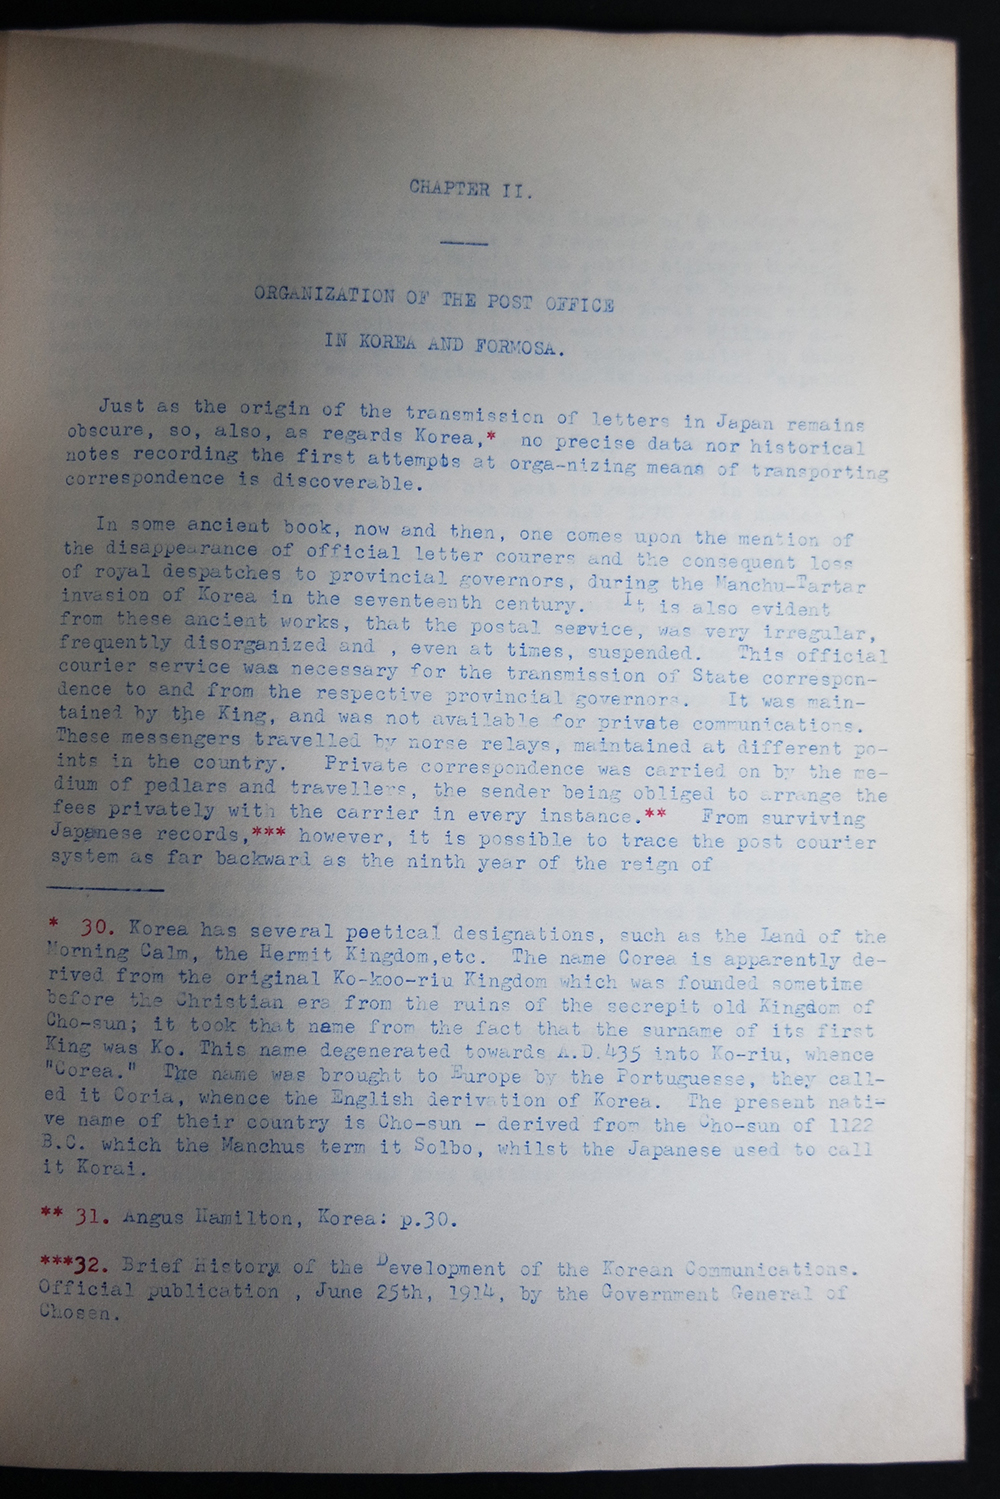 CHAPTER II.
ORGANIZATION OF THE POST OFFICE
IN KOREA AND FORMOSA.
Just as the origin of the transmission of letters in Japan remains
obscure, so, also, as regards Korea,* no precise data nor historical
notes recording the first attempts at orga-nizing means of transporting
correspondence is discoverable.
In some ancient book, now and then, one comes upon the mention of
the disappearance of official letter courers and the consequent loss
of royal despatches to provincial governors, during the Manchu-Tartar
invasion of Korea in the seventeenth century. It is also evident
from these ancient works, that the postal service, was very irregular,
frequently disorganized and , even at times, suspended. This official
courier service was necessary for the transmission of State correspon-
dence to and from the respective provincial governors. It was main-
tained by the King, and was not available for private communications.
These messengers travelled by norse relays, maintained at different po-
ints in the country. Private correspondence was carried on by the me-
dium of pedlars and travellers, the sender being obliged to arrange the
fees privately with the carrier in every instance.** From surviving
Japanese records,*** however, it is possible to trace the post courier
system as far backward as the ninth year of the reign of
* 30. Korea has several poetical designations, such as the Land of the
Morning Calm, the Hermit Kingdom,etc. The name Corea is apparently de-
rived from the original Ko-koo-riu Kingdom which was founded sometime
before the Christian era from the ruins of the secrepit old Kingdom of
Cho-sun; it took that name from the fact that the surname of its first
King was Ko. This name degenerated towards A.D.435 into Ko-riu, whence
"Corea." The name was brought to Europe by the Portuguesse, they call-
ed it Coria, whence the English derivation of Korea. The present nati-
ve name of their country is Cho-sun - derived from the Cho-sun of 1122
B.C. which the Manchus term it Solbo, whilst the Japanese used to call
it Korai.
** 31. Angus Hamilton, Korea: p.30.
***32. Brief History of the Development of the Korean Communications.
Official publication , June 25th, 1914, by the Government General of
Chosen.